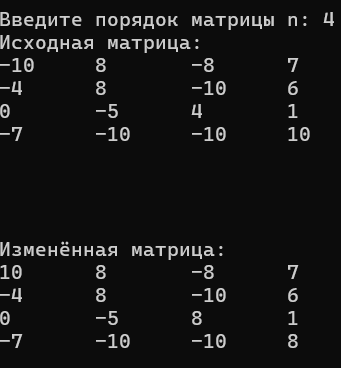 Введите порядок матрицы n: 4
Исходная матрица:
-10 8 -8 7
-4 8 -10 6
0 -5 4 1
-7 -10 -10 10
Изменённая матрица:
10 8 -8 7
-4 8 -10 6
0 -5 8 1
-7 -10 -10 8